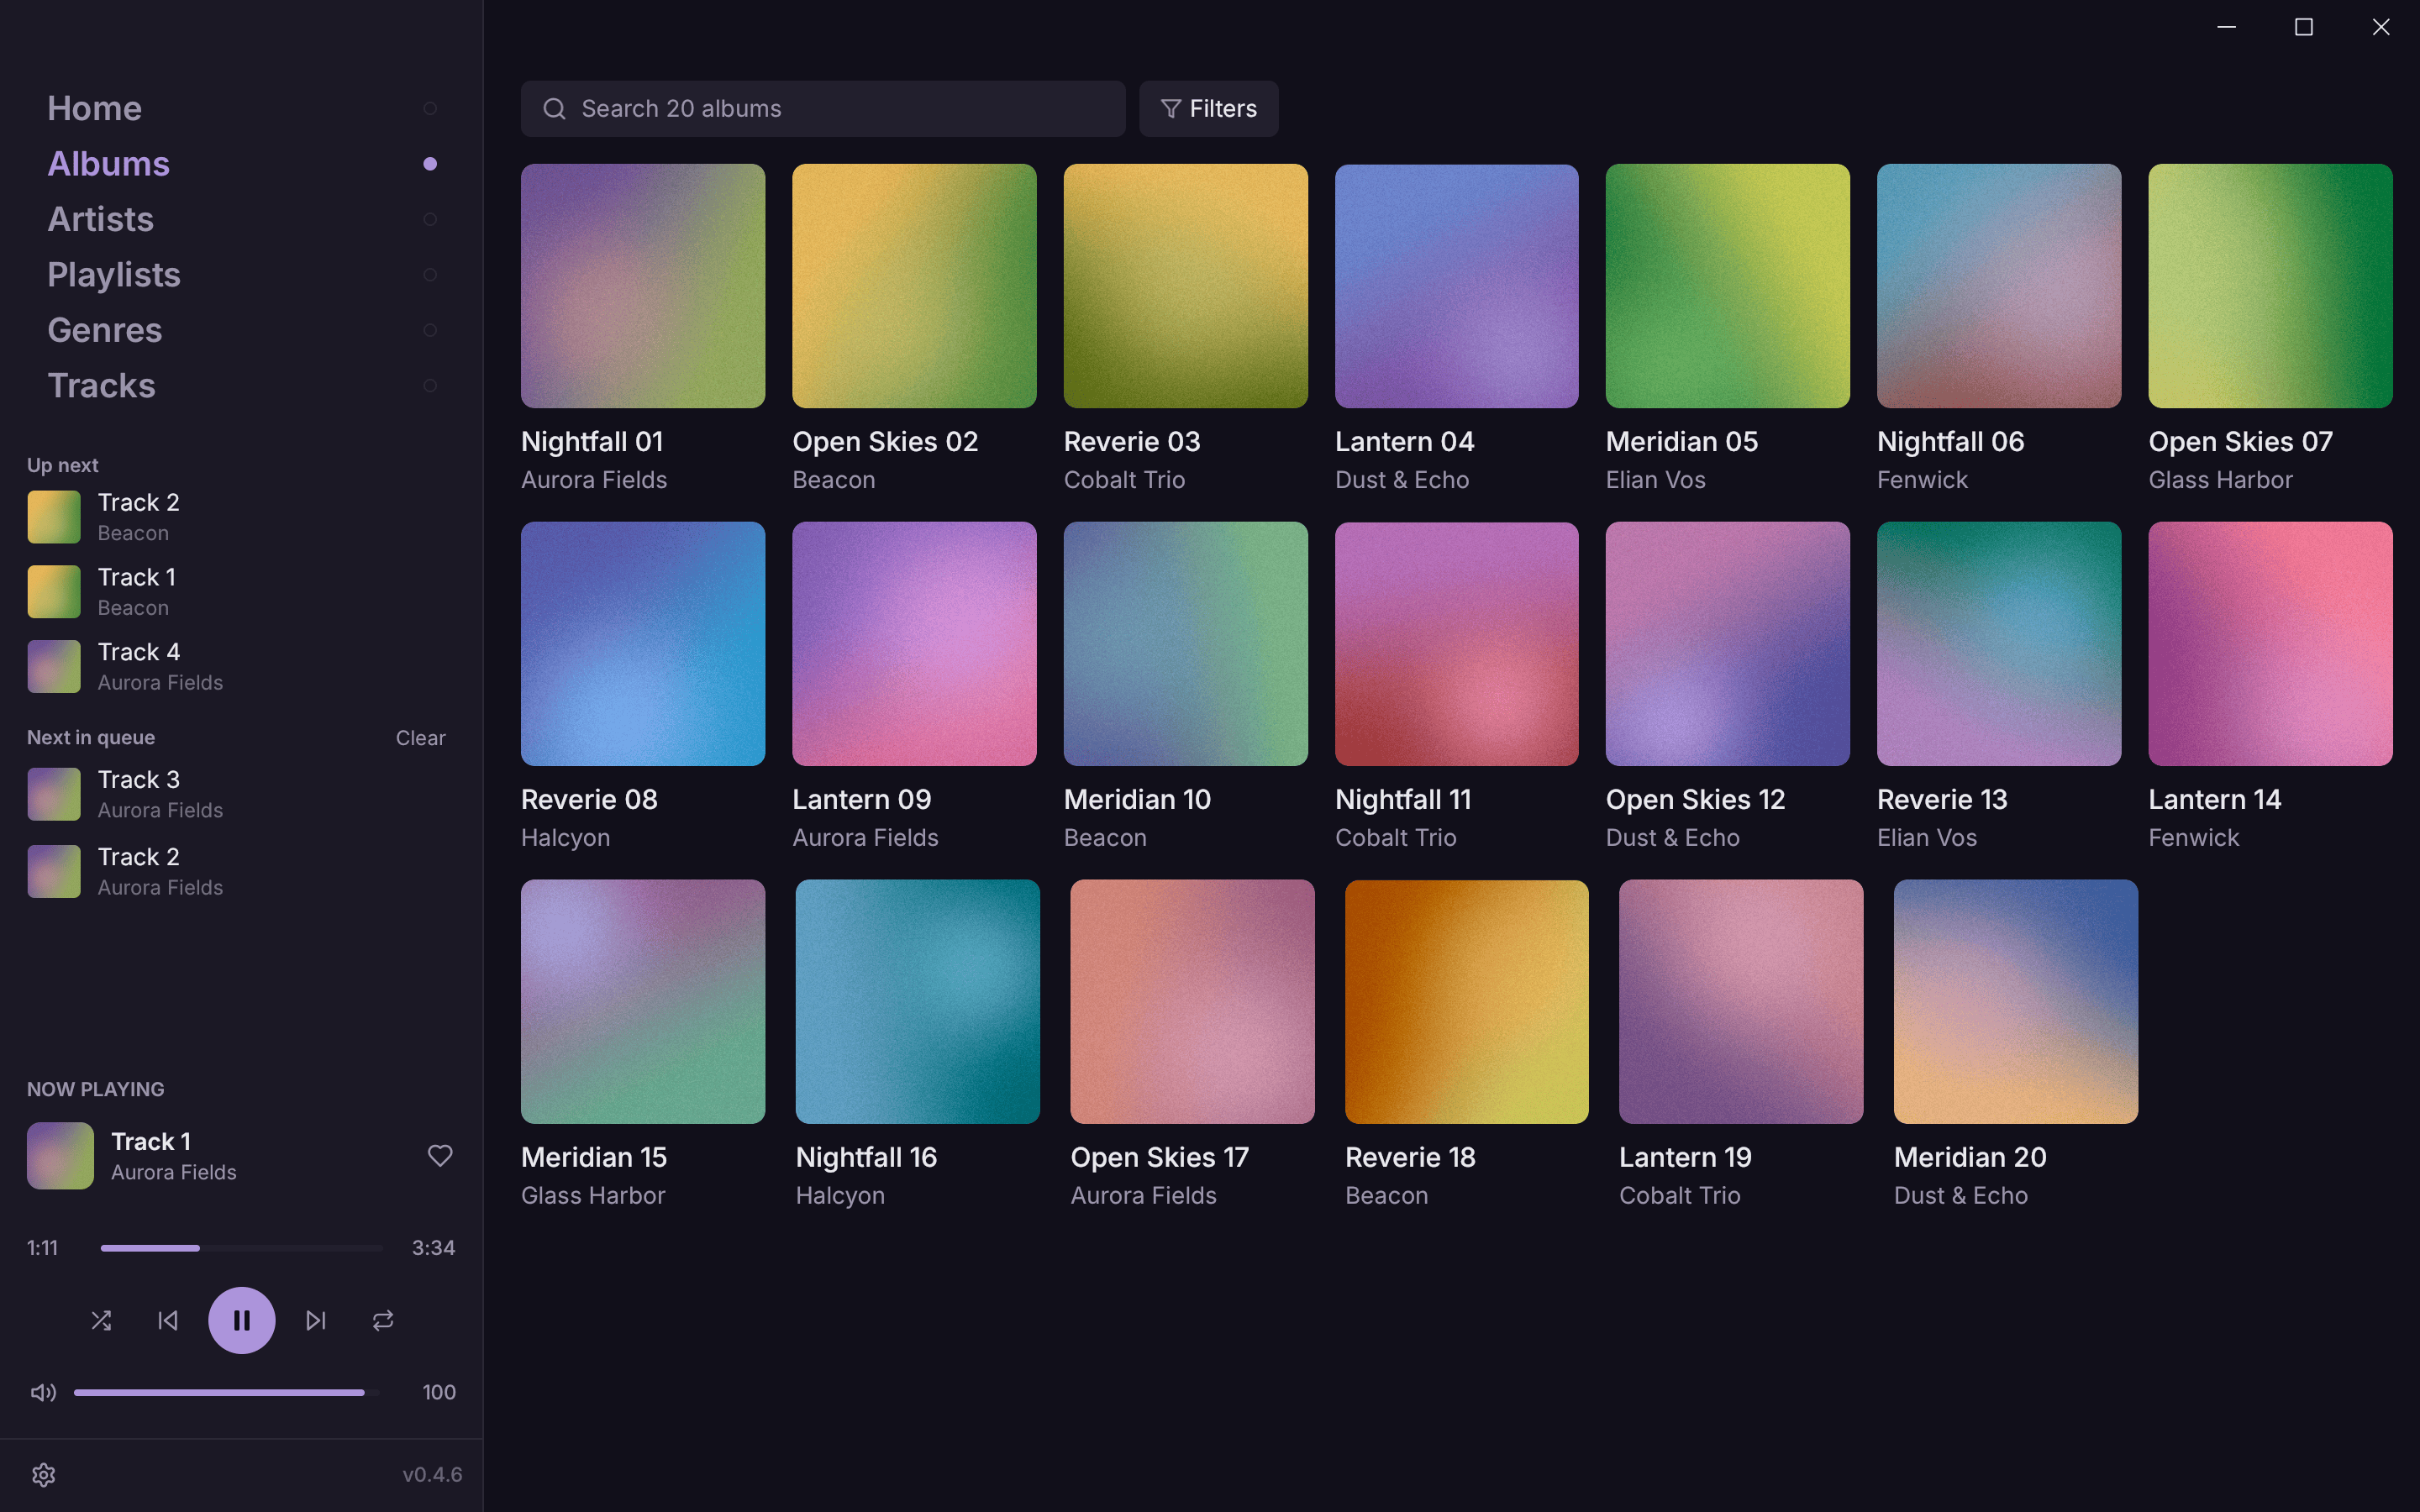 Home
Albums
Artists
Playlists
Genres
Tracks
Up next
Track 2
Beacon
Track 1
Beacon
Track 4
Aurora Fields
Next in queue
Clear
Track 3
Aurora Fields
Track 2
Aurora Fields
NOW PLAYING
Track 1
Aurora Fields
1:11
3:34
100
v0.4.6
Search 20 albums
Filters
Nightfall 01
Aurora Fields
Open Skies 02
Beacon
Reverie 03
Cobalt Trio
Lantern 04
Dust & Echo
Meridian 05
Elian Vos
Nightfall 06
Fenwick
Open Skies 07
Glass Harbor
Reverie 08
Halcyon
Lantern 09
Aurora Fields
Meridian 10
Beacon
Nightfall 11
Cobalt Trio
Open Skies 12
Dust & Echo
Reverie 13
Elian Vos
Lantern 14
Fenwick
Meridian 15
Glass Harbor
Nightfall 16
Halcyon
Open Skies 17
Aurora Fields
Reverie 18
Beacon
Lantern 19
Cobalt Trio
Meridian 20
Dust & Echo